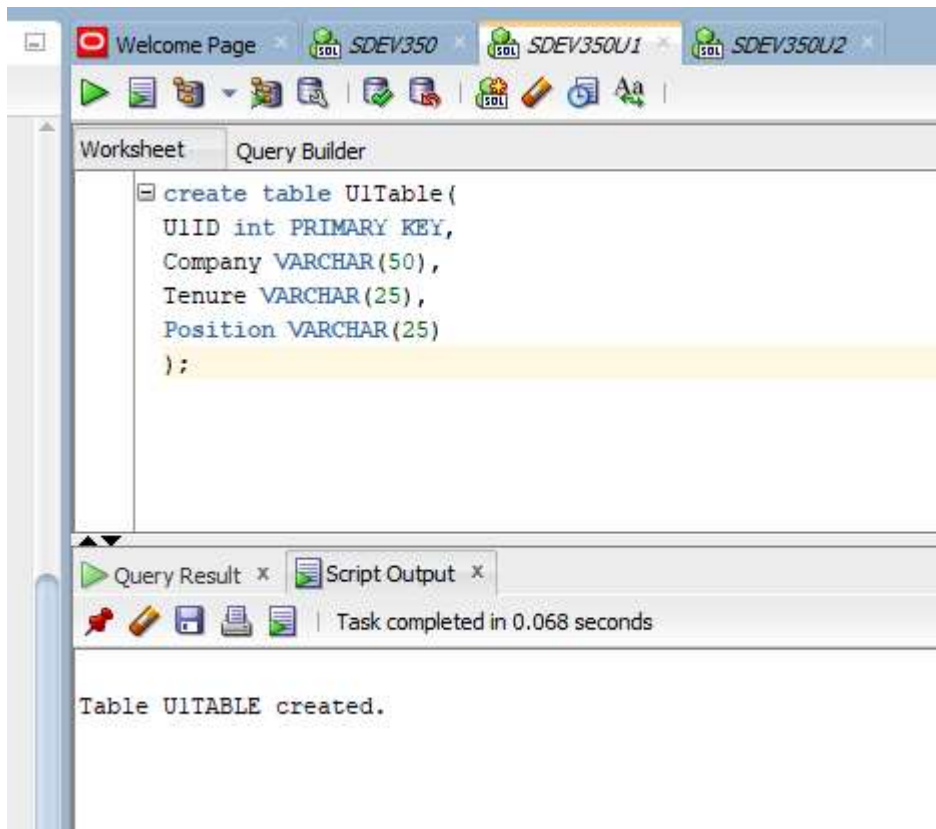 Welcome Page SDEV350 SDEV350U1 SDEV350U2
Worksheet Query Builder
create table U1Table(
U1ID int PRIMARY KEY,
Company VARCHAR(50),
Tenure VARCHAR(25),
Position VARCHAR(25)
);
Query Result x Script Output x
Task completed in 0.068 seconds
Table U1TABLE created.